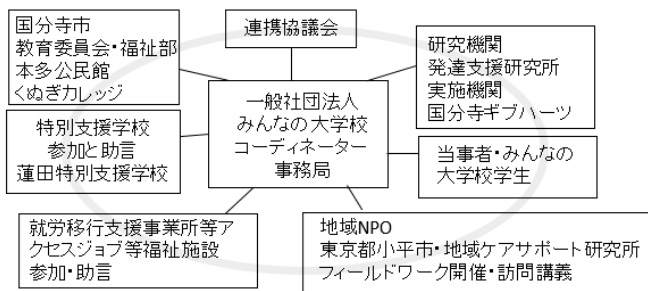 国分寺市
教育委員会・福祉部
本多公民館
くぬぎカレッジ
連携協議会
研究機関
発達支援研究所
実施機関
国分寺ギブハーツ
一般社団法人
みんなの大学校
コーディネーター
事務局
特別支援学校
参加と助言
蓮田特別支援学校
当事者・みんなの
大学校学生
就労移行支援事業所等ア
クセスジョブ等福祉施設
参加・助言
地域NPO
東京都小平市・地域ケアサポート研究所
フィールドワーク開催・訪問講義